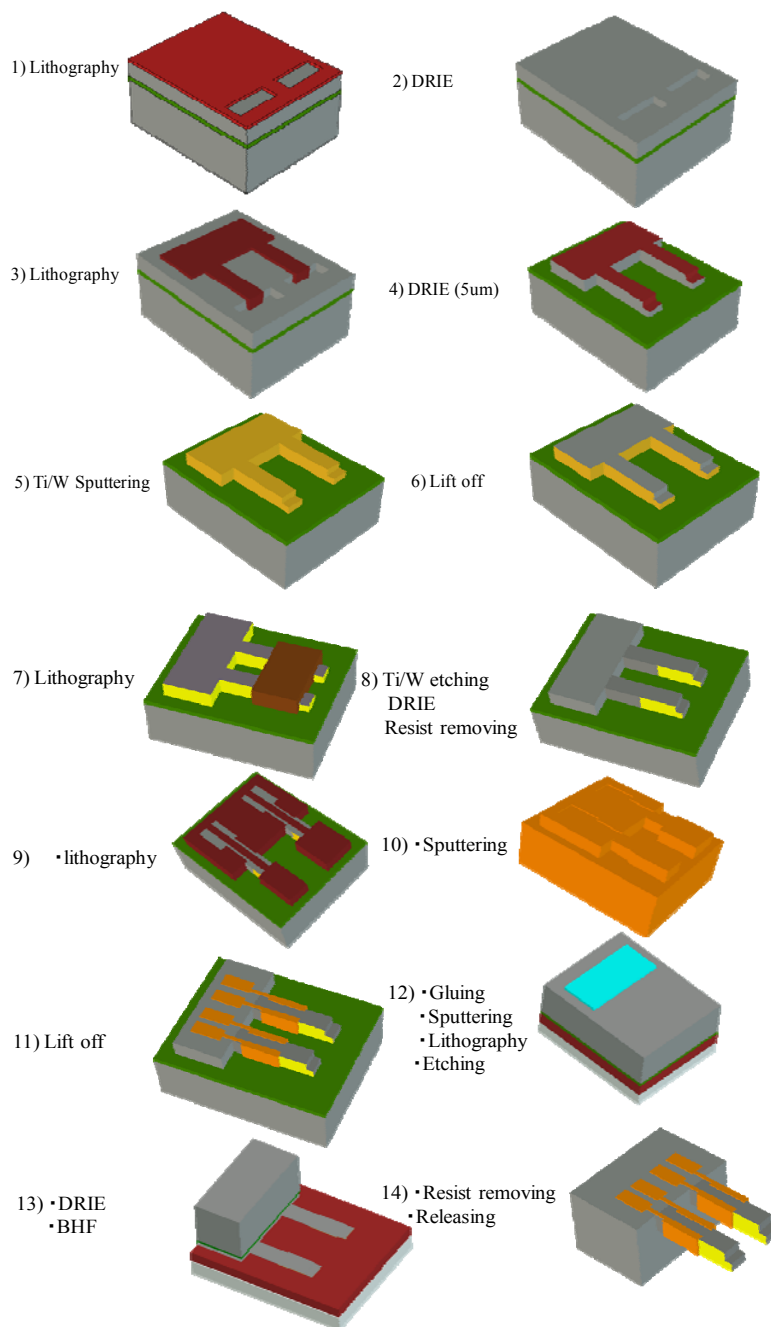 1) Lithography
2) DRIE
3) Lithography
4) DRIE (5um)
5) Ti/W Sputtering
6) Lift off
7) Lithography
8) Ti/W etching
DRIE
Resist removing
9) ・lithography
10) ・Sputtering
11) Lift off
12) ・Gluing
・Sputtering
・Lithography
・Etching
13) ・DRIE
・BHF
14) ・Resist removing
・Releasing